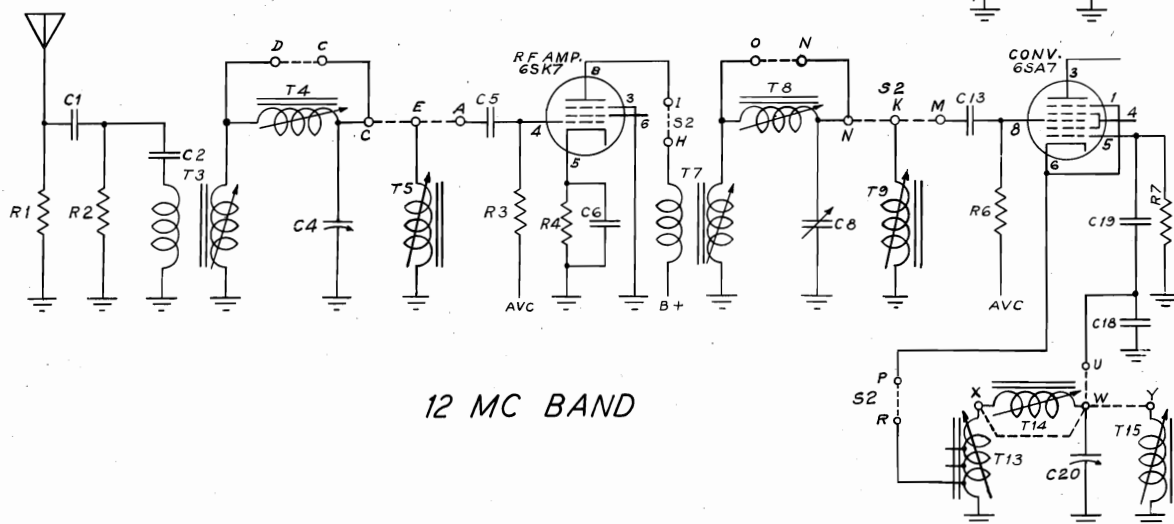 D C
C1
T4
C2
T3
R1
R2
C
E
A
C4
T5
C5
R3
AVC
RF AMP.
6SK7
8
3
6
4
5
R4
C6
I
S2
H
T7
B+
O N
T8
N
C8
S2
K
M
T9
C13
R6
AVC
CONV.
6SA7
3
1
4
8
5
6
R7
C19
C18
U
P
S2
R
X
T14
W
Y
T13
C20
T15
12 MC BAND